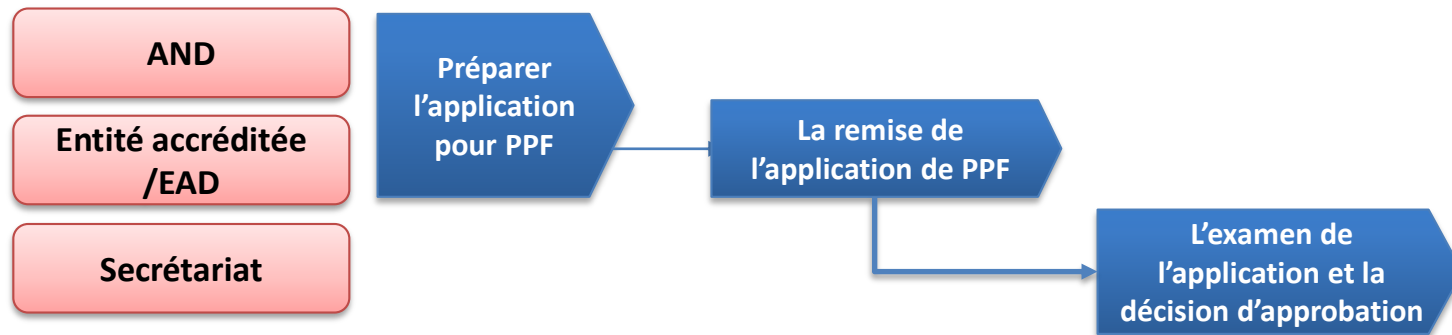 AND
Entité accréditée
/EAD
Secrétariat
Préparer
l’application
pour PPF
La remise de
l’application de PPF
L’examen de
l’application et la
décision d’approbation